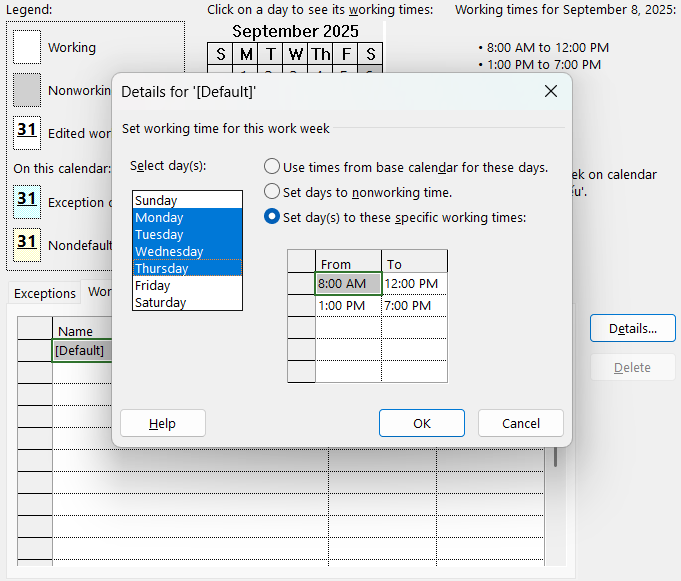 Legend:
Click on a day to see its working times:
Working times for September 8, 2025:
Working
September 2025
S M T W Th F S
• 8:00 AM to 12:00 PM
• 1:00 PM to 7:00 PM
Nonworkin
Details for '[Default]'
31
Edited wor
Set working time for this work week
On this calendar:
Select day(s):
Use times from base calendar for these days.
ek on calendar
31
Exception
Set days to nonworking time.
Set day(s) to these specific working times:
31
Nondefault
Sunday
Monday
Tuesday
Wednesday
Thursday
Friday
Saturday
From To
8:00 AM 12:00 PM
1:00 PM 7:00 PM
Exceptions
Wor
Name
[Default]
Details...
Delete
Help
OK
Cancel